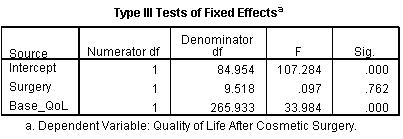 Type III Tests of Fixed Effectsa
Source Numerator df Denominator df F Sig.
Intercept 1 84.954 107.284 .000
Surgery 1 9.518 .097 .762
Base_QoL 1 265.933 33.984 .000
a. Dependent Variable: Quality of Life After Cosmetic Surgery.